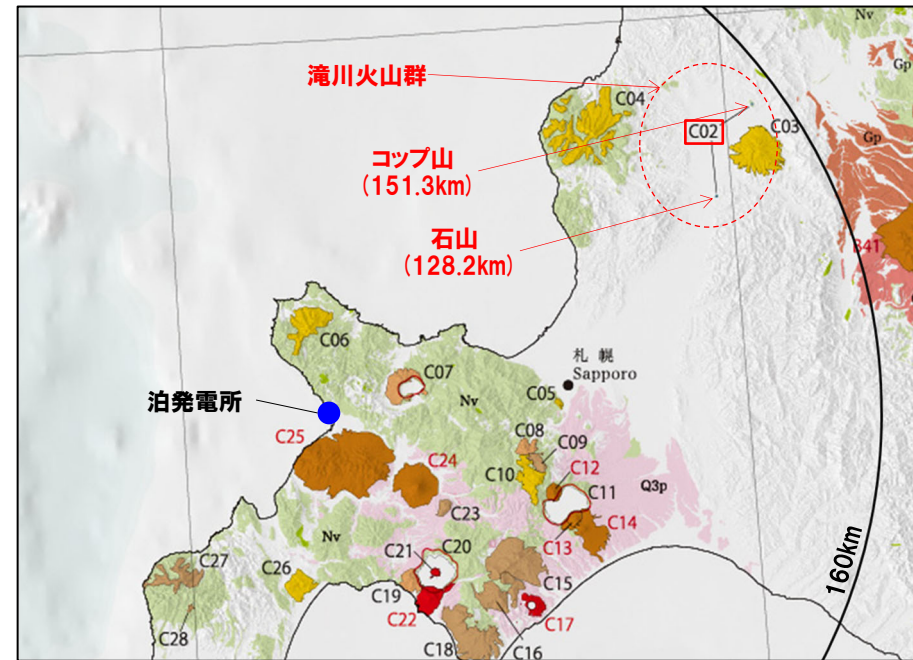 Nv
Gp
滝川火山群
C04
C02
C03
Gp
コップ山
(151.3km)
石山
(128.2km)
341
C06
札 幌
Sapporo
C07
泊発電所
Nv
C05
C25
C08
C09
C24
C10
C12
C11
Q3p
C23
C14
C13
Nv
C21
C20
C27
C26
C15
160km
C19
C22
C17
C28
C18
C16